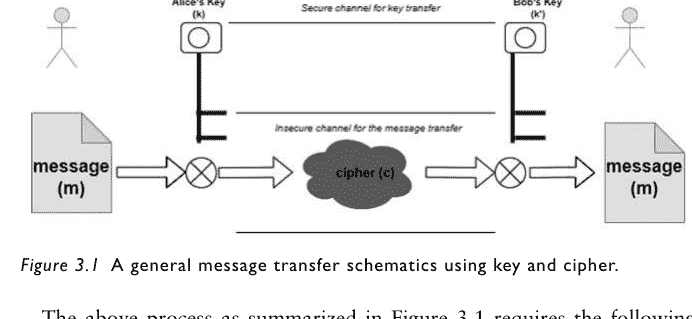 Alice's Key
(k)
Secure channel for key transfer
Bob's Key
(k')
Insecure channel for the message transfer
message
(m)
cipher (c)
message
(m)
Figure 3.1 A general message transfer schematics using key and cipher.
The above process as summarized in Figure 3.1 requires the following